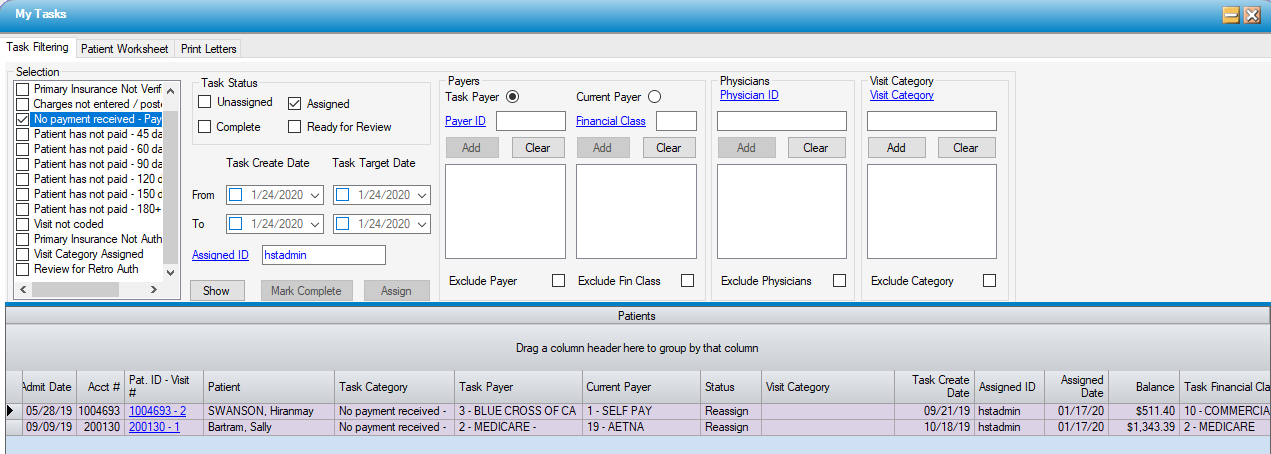 My Tasks
Task Filtering Patient Worksheet Print Letters
Selection
Primary Insurance Not Verif
Charges not entered / poste
No payment received - Pay
Patient has not paid - 45 da
Patient has not paid - 60 da
Patient has not paid - 90 da
Patient has not paid - 120 d
Patient has not paid - 150 d
Patient has not paid - 180+
Visit not coded
Primary Insurance Not Auth
Visit Category Assigned
Review for Retro Auth
Task Status
Unassigned Assigned
Complete Ready for Review
Task Create Date Task Target Date
From 1/24/2020 1/24/2020
To 1/24/2020 1/24/2020
Assigned ID hstadmin
Show Mark Complete Assign
Payers
Task Payer Current Payer
Payer ID Financial Class
Add Clear Add Clear
Exclude Payer Exclude Fin Class
Physicians
Physician ID
Add Clear
Exclude Physicians
Visit Category
Visit Category
Add Clear
Exclude Category
Patients
Drag a column header here to group by that column
Admit Date Acct # Pat. ID - Visit # Patient Task Category Task Payer Current Payer Status Visit Category Task Create Date Assigned ID Assigned Date Balance Task Financial Cla
05/28/19 1004693 1004693 - 2 SWANSON, Hiranmay No payment received - 3 - BLUE CROSS OF CA 1 - SELF PAY Reassign 09/21/19 hstadmin 01/17/20 $511.40 10 - COMMERCIA
09/09/19 200130 200130 - 1 Bartram, Sally No payment received - 2 - MEDICARE - 19 - AETNA Reassign 10/18/19 hstadmin 01/17/20 $1,343.39 2 - MEDICARE